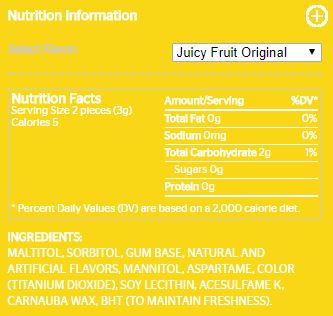 Nutrition Information
Select Flavor:
Juicy Fruit Original
Nutrition Facts
Serving Size 2 pieces (3g)
Calories 5
Amount/Serving %DV*
Total Fat 0g 0%
Sodium 0mg 0%
Total Carbohydrate 2g 1%
Sugars 0g
Protein 0g
* Percent Daily Values (DV) are based on a 2,000 calorie diet.
INGREDIENTS:
MALTITOL, SORBITOL, GUM BASE, NATURAL AND
ARTIFICIAL FLAVORS, MANNITOL, ASPARTAME, COLOR
(TITANIUM DIOXIDE), SOY LECITHIN, ACESULFAME K,
CARNAUBA WAX, BHT (TO MAINTAIN FRESHNESS).